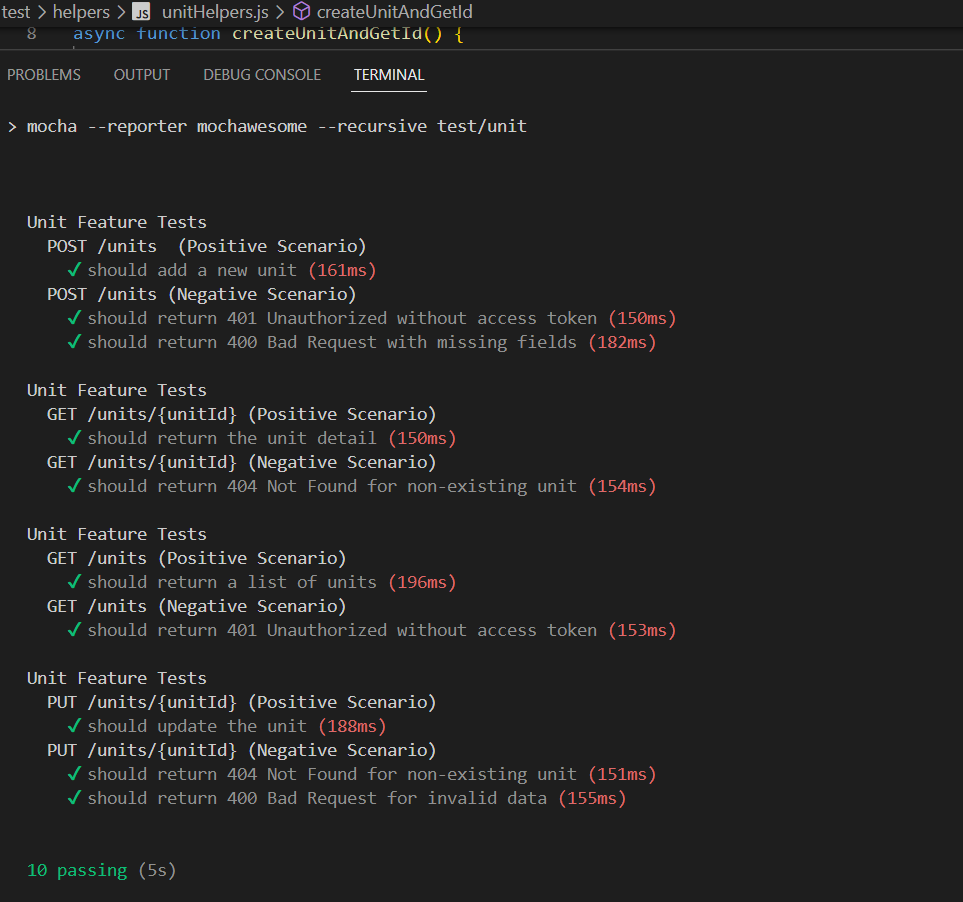 test > helpers > JS unitHelpers.js > createUnitAndGetId
8 async function createUnitAndGetId() {
PROBLEMS OUTPUT DEBUG CONSOLE TERMINAL
> mocha --reporter mochawesome --recursive test/unit
Unit Feature Tests
POST /units  (Positive Scenario)
✓ should add a new unit (161ms)
POST /units (Negative Scenario)
✓ should return 401 Unauthorized without access token (150ms)
✓ should return 400 Bad Request with missing fields (182ms)
Unit Feature Tests
GET /units/{unitId} (Positive Scenario)
✓ should return the unit detail (150ms)
GET /units/{unitId} (Negative Scenario)
✓ should return 404 Not Found for non-existing unit (154ms)
Unit Feature Tests
GET /units (Positive Scenario)
✓ should return a list of units (196ms)
GET /units (Negative Scenario)
✓ should return 401 Unauthorized without access token (153ms)
Unit Feature Tests
PUT /units/{unitId} (Positive Scenario)
✓ should update the unit (188ms)
PUT /units/{unitId} (Negative Scenario)
✓ should return 404 Not Found for non-existing unit (151ms)
✓ should return 400 Bad Request for invalid data (155ms)
10 passing (5s)